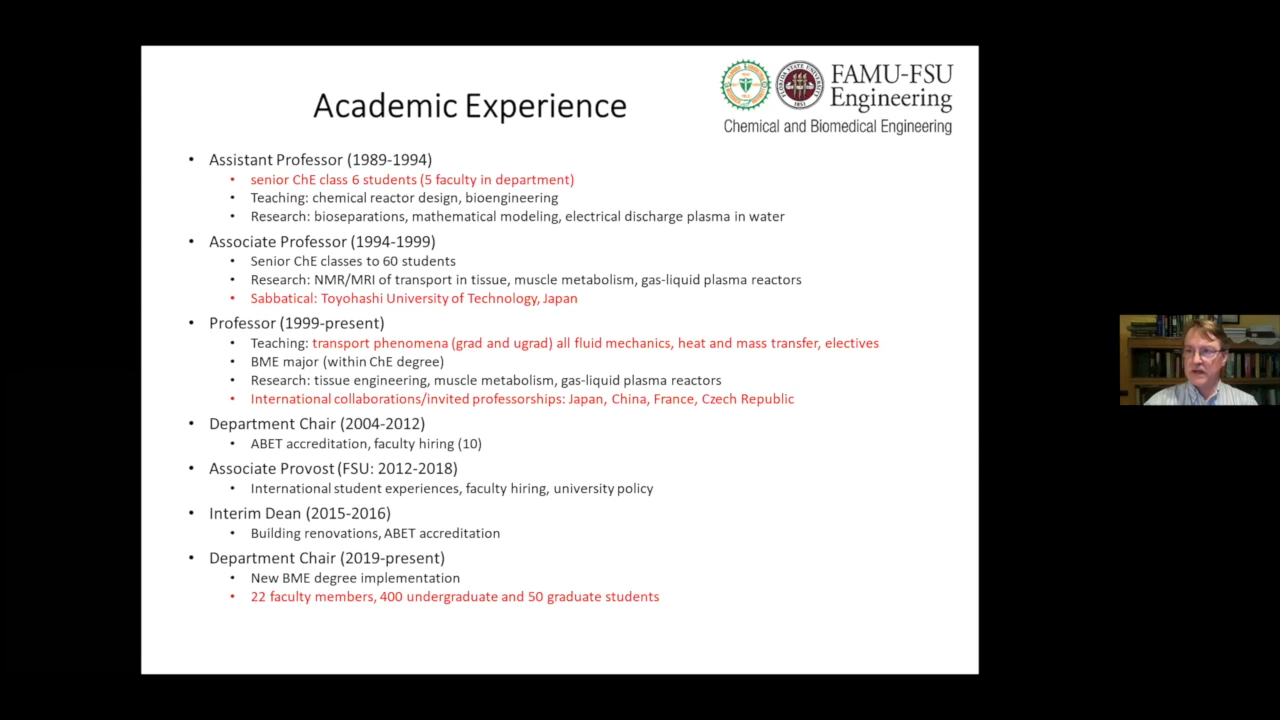 FAMU-FSU
Engineering
Chemical and Biomedical Engineering
Academic Experience
• Assistant Professor (1989-1994)
• senior ChE class 6 students (5 faculty in department)
• Teaching: chemical reactor design, bioengineering
• Research: bioseparations, mathematical modeling, electrical discharge plasma in water
• Associate Professor (1994-1999)
• Senior ChE classes to 60 students
• Research: NMR/MRI of transport in tissue, muscle metabolism, gas-liquid plasma reactors
• Sabbatical: Toyohashi University of Technology, Japan
• Professor (1999-present)
• Teaching: transport phenomena (grad and ugrad) all fluid mechanics, heat and mass transfer, electives
• BME major (within ChE degree)
• Research: tissue engineering, muscle metabolism, gas-liquid plasma reactors
• International collaborations/invited professorships: Japan, China, France, Czech Republic
• Department Chair (2004-2012)
• ABET accreditation, faculty hiring (10)
• Associate Provost (FSU: 2012-2018)
• International student experiences, faculty hiring, university policy
• Interim Dean (2015-2016)
• Building renovations, ABET accreditation
• Department Chair (2019-present)
• New BME degree implementation
• 22 faculty members, 400 undergraduate and 50 graduate students